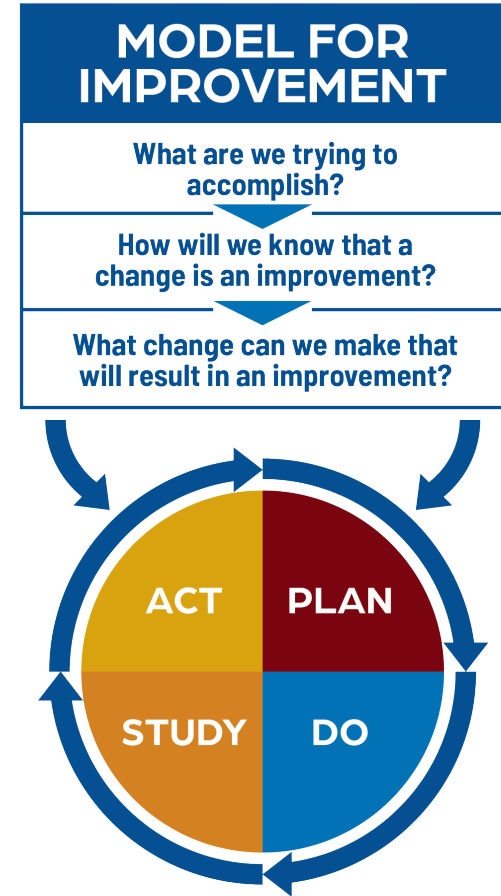 MODEL FOR
IMPROVEMENT
What are we trying to
accomplish?
How will we know that a
change is an improvement?
What change can we make that
will result in an improvement?
ACT
PLAN
STUDY
DO